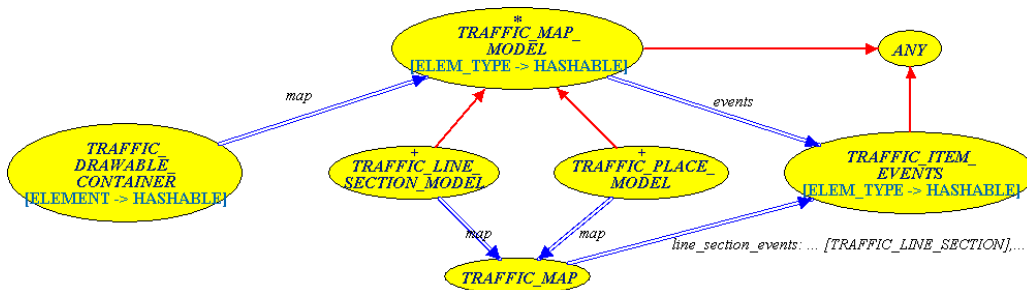 *
TRAFFIC_MAP_
MODEL
[ELEM_TYPE -> HASHABLE]
ANY
map
events
TRAFFIC_
DRAWABLE_
CONTAINER
[ELEMENT -> HASHABLE]
+
TRAFFIC_LINE_
SECTION_MODEL
+
TRAFFIC_PLACE_
MODEL
TRAFFIC_ITEM_
EVENTS
[ELEM_TYPE -> HASHABLE]
map
map
line_section_events: ... [TRAFFIC_LINE_SECTION],...
TRAFFIC_MAP